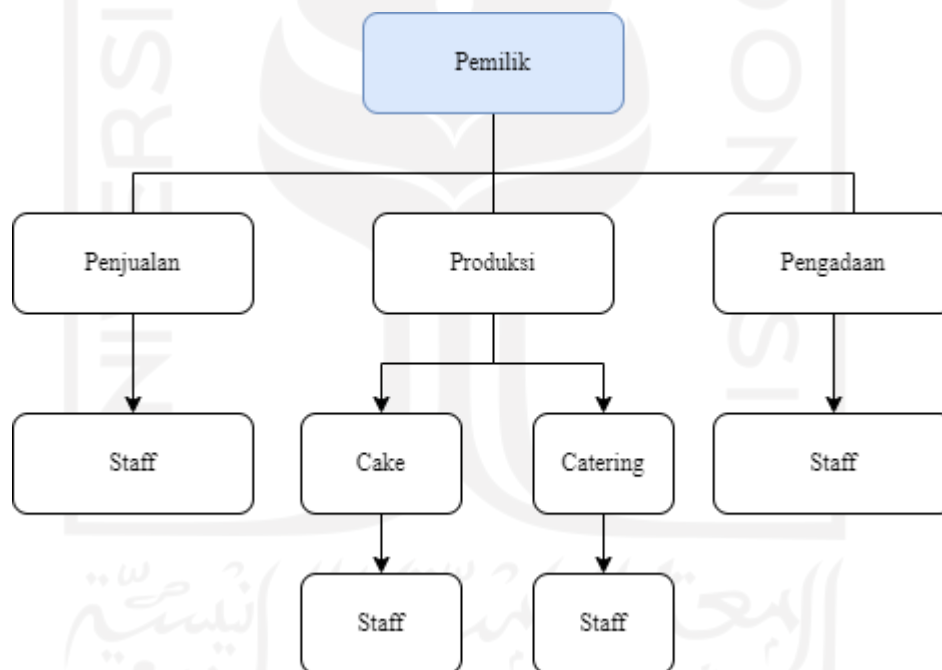 Pemilik
Penjualan
Produksi
Pengadaan
Staff
Cake
Catering
Staff
Staff
Staff